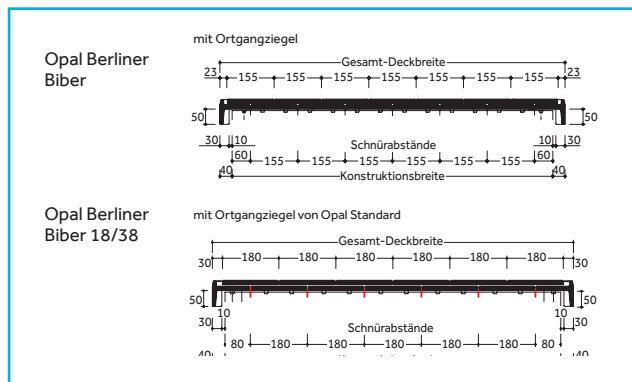 mit Ortgangziegel
Opal Berliner
Biber
Gesamt-Deckbreite
23 155 155 155 155 155 155 155 23
50 50
30 10 Schnürabstände 10 30
60 155 155 155 155 155 155 60
40 Konstruktionsbreite 40
Opal Berliner
Biber 18/38
mit Ortgangziegel von Opal Standard
Gesamt-Deckbreite
30 180 180 180 180 180 180 30
50 50
30 10 10 30
Schnürabstände
80 180 180 180 180 180 80